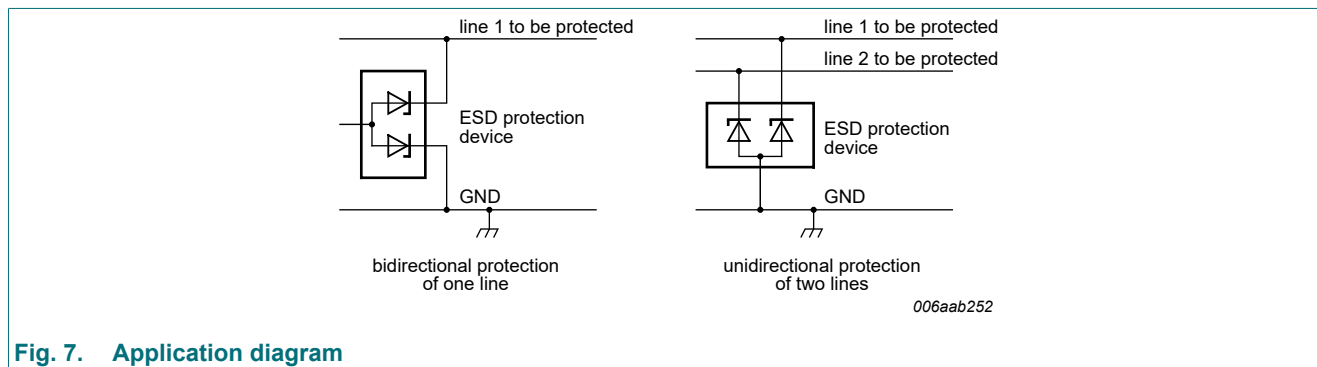 line 1 to be protected
ESD protection
device
GND
bidirectional protection
of one line
line 1 to be protected
line 2 to be protected
ESD protection
device
GND
unidirectional protection
of two lines
006aab252
Fig. 7. Application diagram